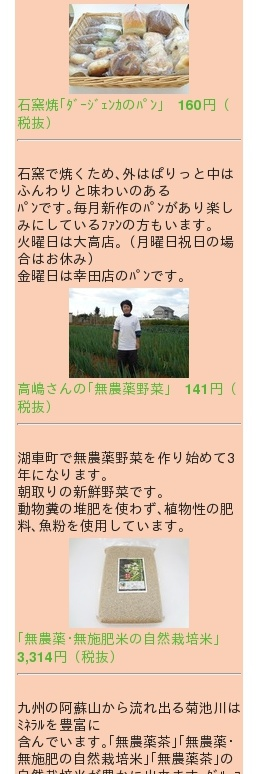 石窯焼｢ﾀﾞｰｼﾞｪﾝｶのパン｣　160円（
税抜）
石窯で焼くため､外はぱりっと中は
ふんわりと味わいのある
ﾊﾟﾝです｡毎月新作のﾊﾟﾝがあり楽し
みにしているﾌｧﾝの方もいます。
火曜日は大高店。（月曜日祝日の場
合はお休み）
金曜日は幸田店のﾊﾟﾝです。
高嶋さんの｢無農薬野菜｣　141円（
税抜）
湖車町で無農薬野菜を作り始めて3
年になります。
朝取りの新鮮野菜です。
動物糞の堆肥を使わず､植物性の肥
料､魚粉を使用しています。
｢無農薬･無施肥米の自然栽培米｣
3,314円（税抜）
九州の阿蘇山から流れ出る菊池川は
ﾐﾈﾗﾙを豊富に
含んでいます｡｢無農薬茶｣｢無農薬･
無施肥の自然栽培米｣｢無農薬茶｣の